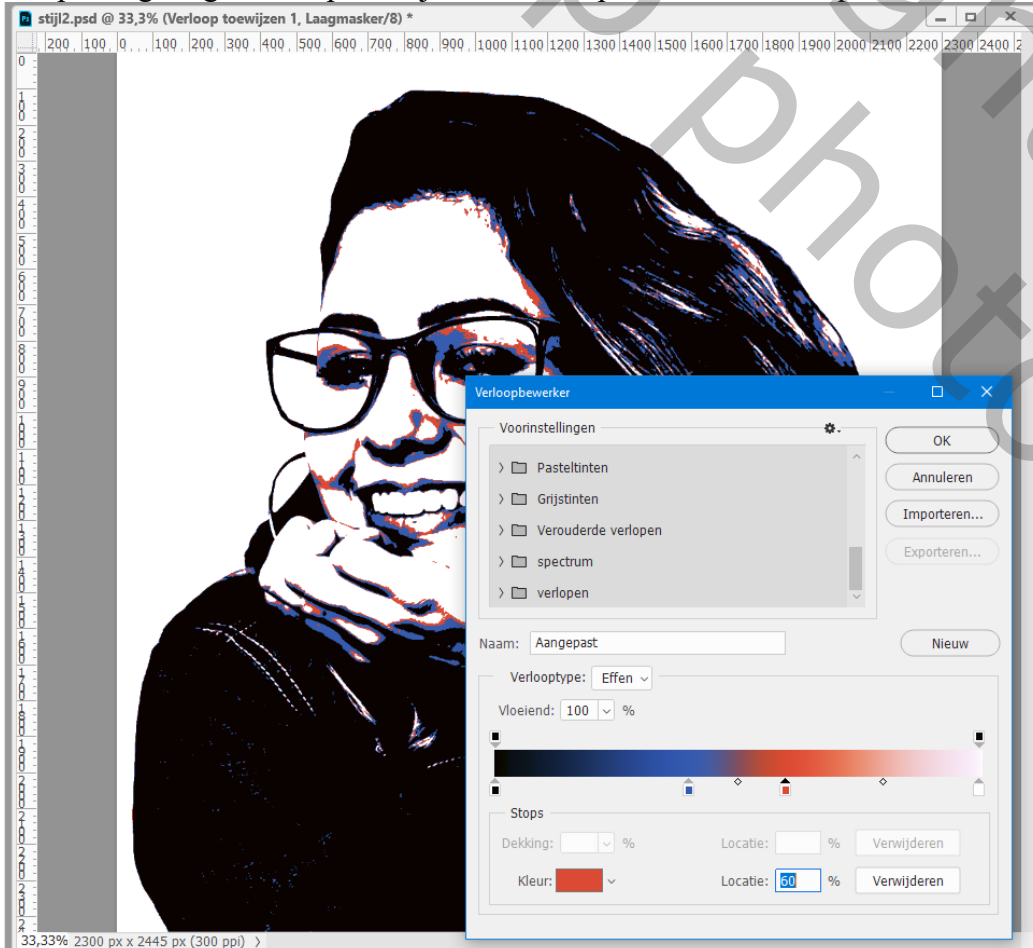 stijl2.psd @ 33,3% (Verloop toewijzen 1, Laagmasker/8) *
200 100 0 100 200 300 400 500 600 700 800 900 1000 1100 1200 1300 1400 1500 1600 1700 1800 1900 2000 2100 2200 2300 2400
Verloopbewerker
Voorinstellingen
OK
Pasteltinten
Annuleren
Grijstinten
Importeren...
Verouderde verlopen
Exporteren...
spectrum
verlopen
Naam: Aangepast
Nieuw
Verlooptype: Effen
Vloeiend: 100 %
Stops
Dekking: % Locatie: % Verwijderen
Kleur: Locatie: 60 % Verwijderen
33,33% 2300 px x 2445 px (300 ppi)